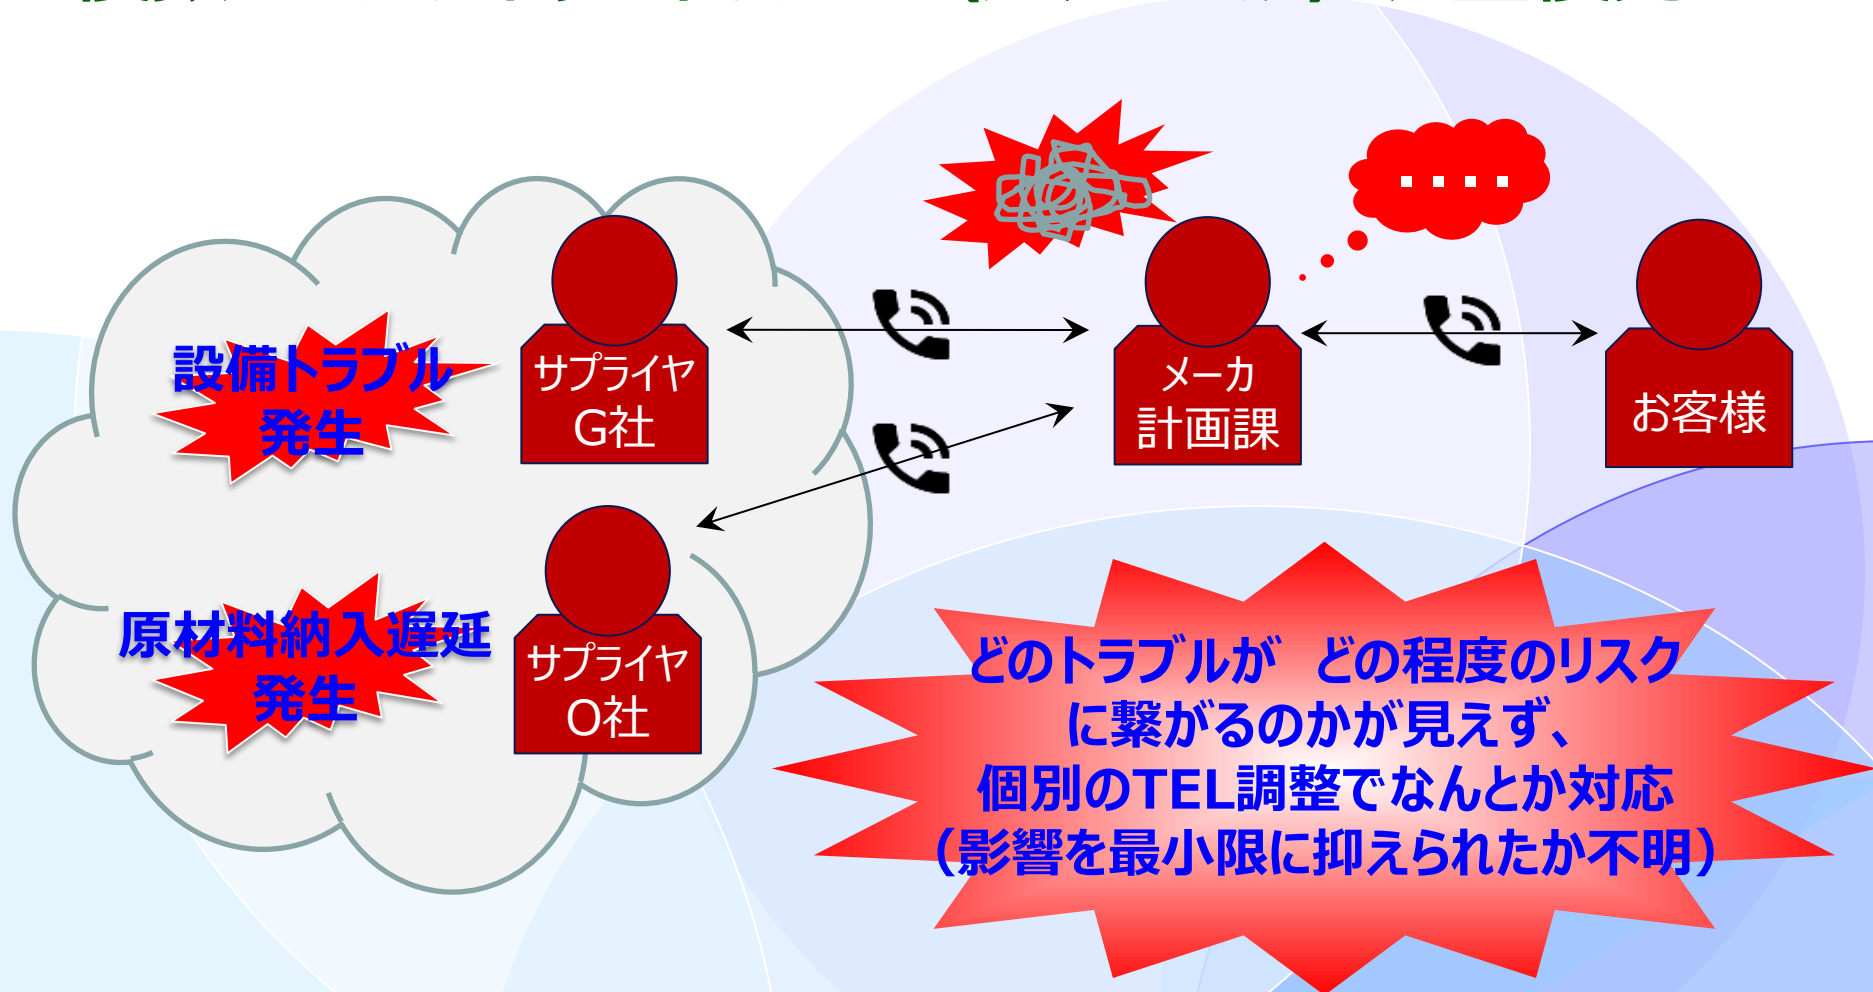 設備トラブル
発生
サプライヤ
G社
原材料納入遅延
発生
サプライヤ
O社
....
メーカ
計画課
お客様
どのトラブルが どの程度のリスク
に繋がるのかが見えず、
個別のTEL調整でなんとか対応
（影響を最小限に抑えられたか不明）